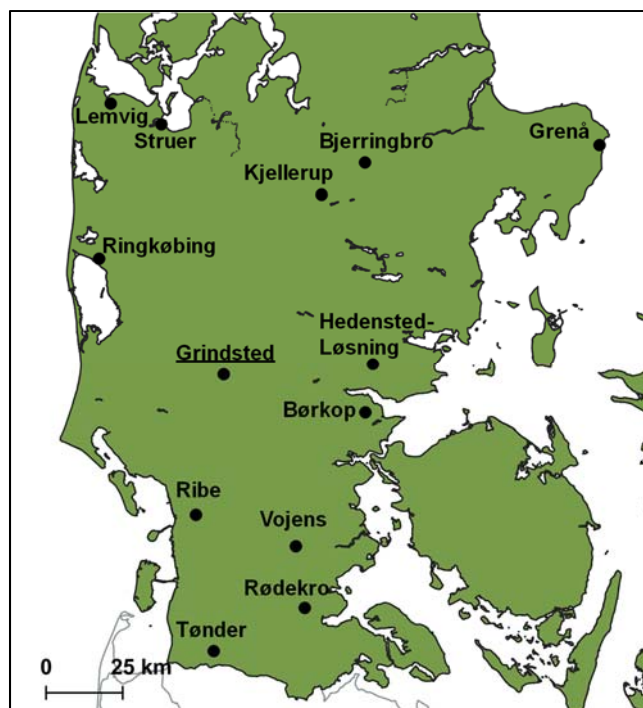 Lemvig
Struer
Bjerringbro
Grenå
Kjellerup
Ringkøbing
Hedensted-
Løsning
Grindsted
Børkop
Ribe
Vojens
Rødekro
Tønder
0 25 km